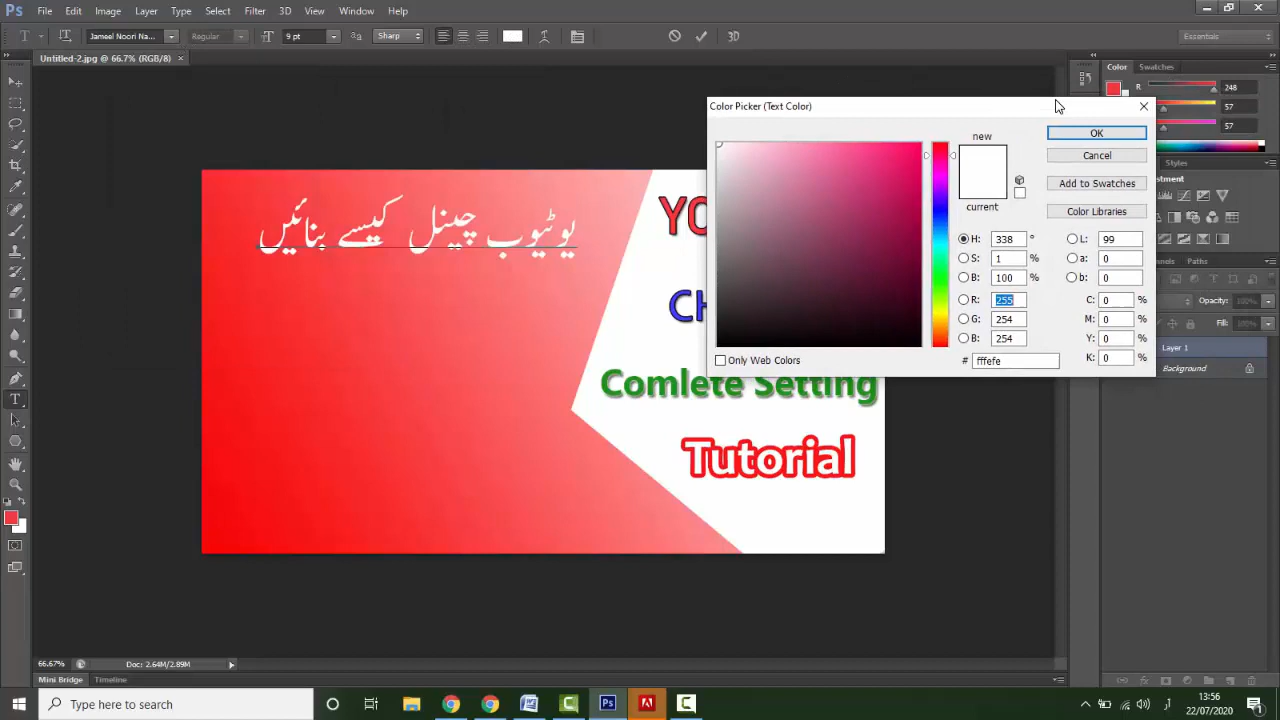 Ps File Edit Image Layer Type Select Filter 3D View Window Help
T Jameel Noori Na... Regular 9 pt Sharp 3D Essentials
Untitled-2.jpg @ 66.7% (RGB/8) ×
Color Swatches
R 248
57
57
Color Picker (Text Color)
new
current
OK
Cancel
Add to Swatches
Color Libraries
H: 338 °
S: 1 %
B: 100 %
R: 255
G: 254
B: 254
# fffefe
L: 99
a: 0
b: 0
C: 0 %
M: 0 %
Y: 0 %
K: 0 %
Only Web Colors
Styles
Channels Paths
Opacity: 100%
Fill: 100%
Layer 1
Background
یوٹیوب چینل کیسے بنائیں
YO
CH
Comlete Setting
Tutorial
66.67% Doc: 2.64M/2.89M
Mini Bridge Timeline
Type here to search
13:56
22/07/2020